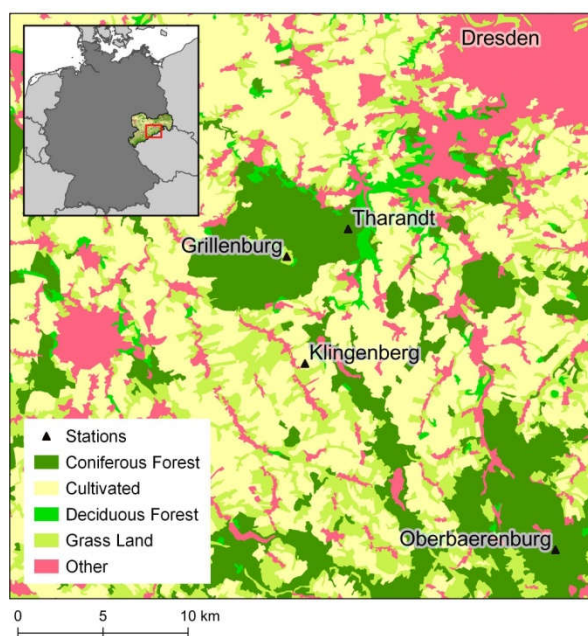 Dresden
Tharandt
Grillenburg
Klingenberg
Stations
Coniferous Forest
Cultivated
Deciduous Forest
Grass Land
Other
Oberbaerenburg
0 5 10 km